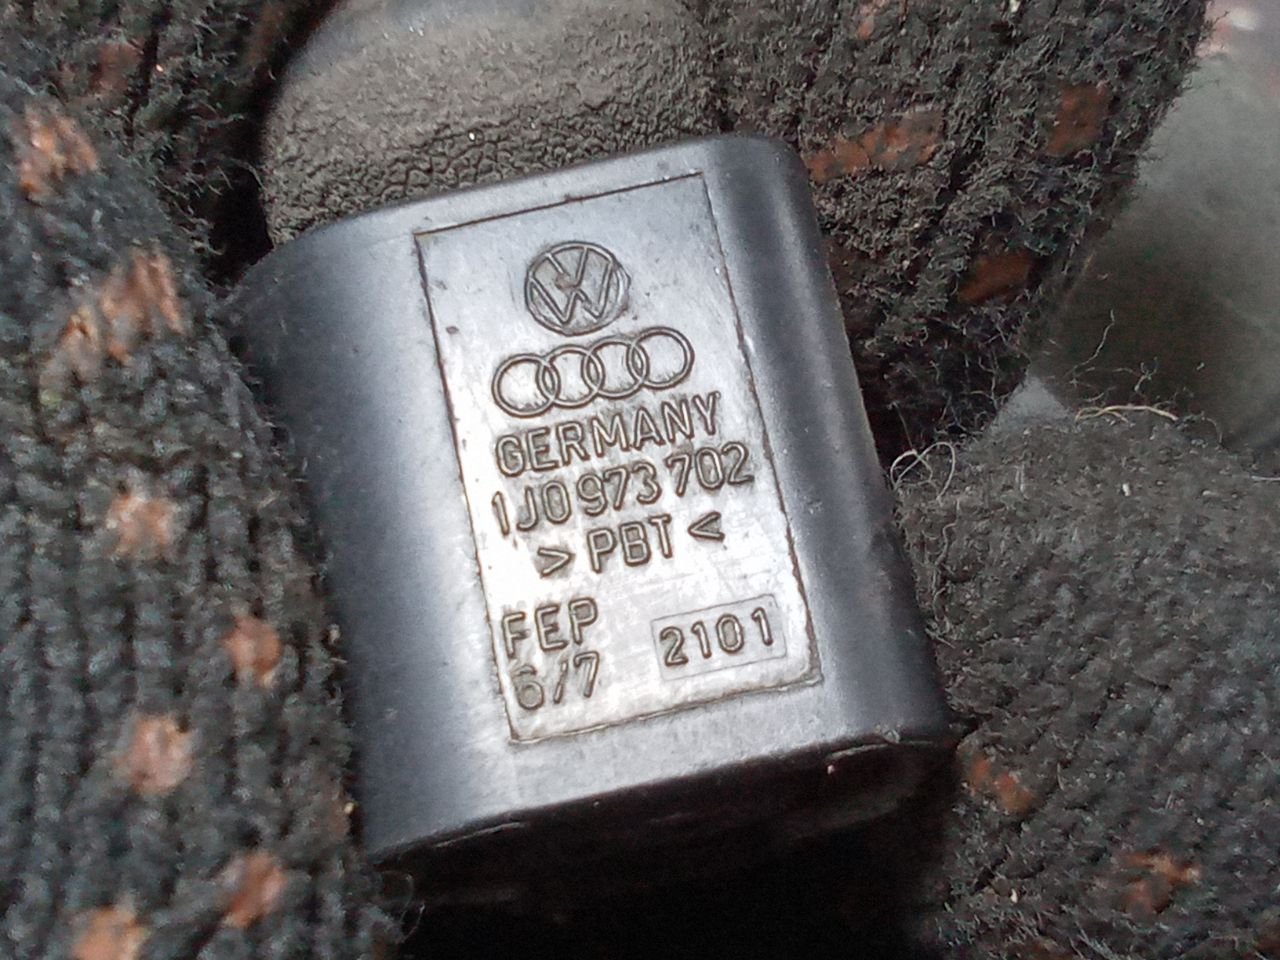 GERMANY
1J0 973 702
> PBT <
FEP 2101
6/7